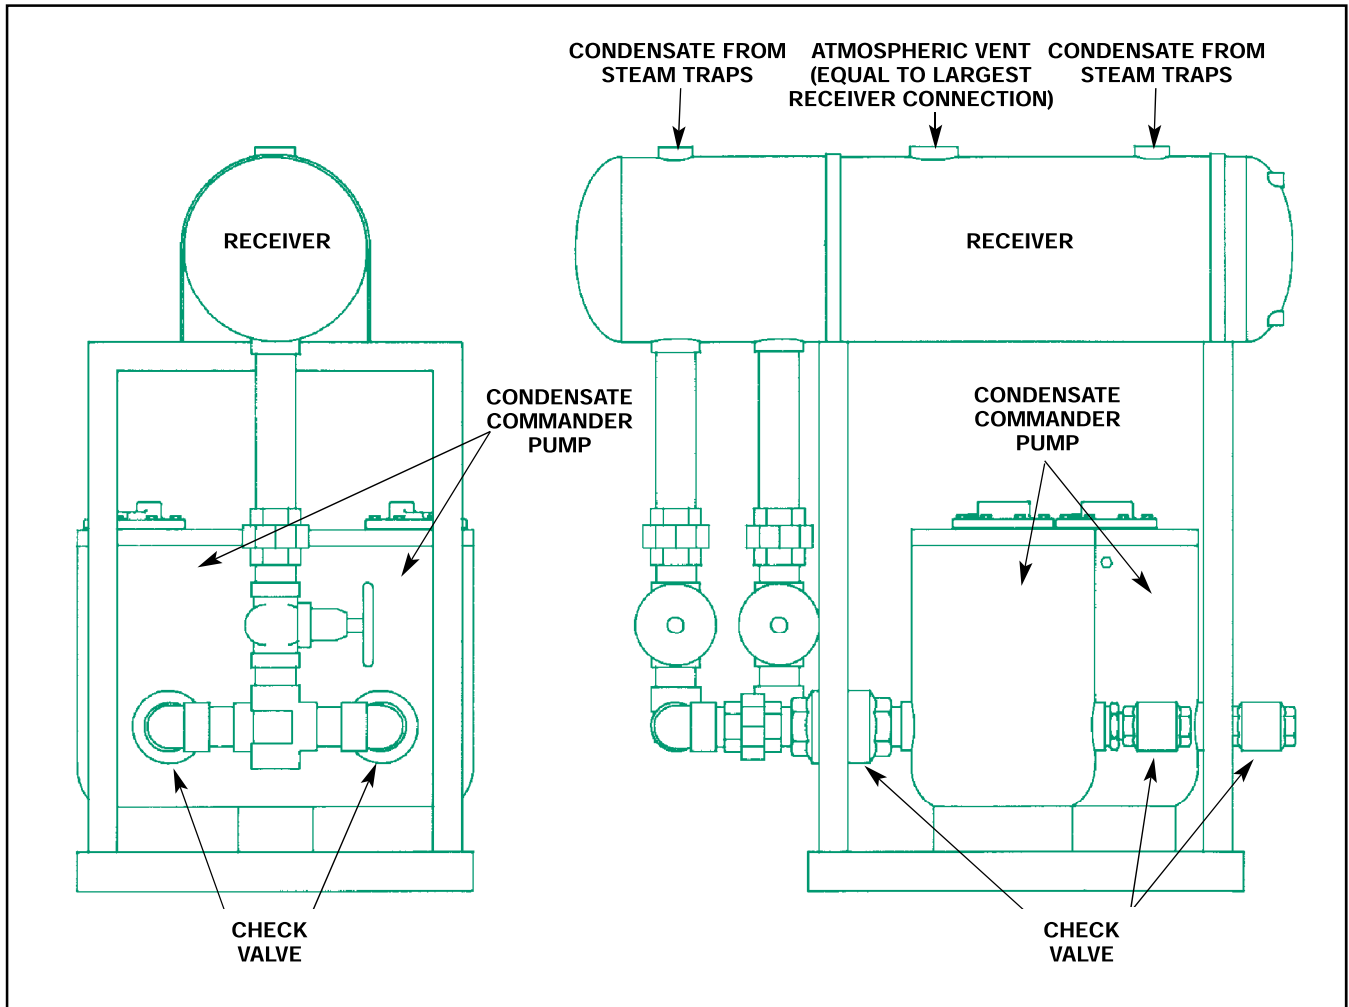 CONDENSATE FROM
STEAM TRAPS
ATMOSPHERIC VENT
(EQUAL TO LARGEST
RECEIVER CONNECTION)
CONDENSATE FROM
STEAM TRAPS
RECEIVER
RECEIVER
CONDENSATE
COMMANDER
PUMP
CONDENSATE
COMMANDER
PUMP
CHECK
VALVE
CHECK
VALVE